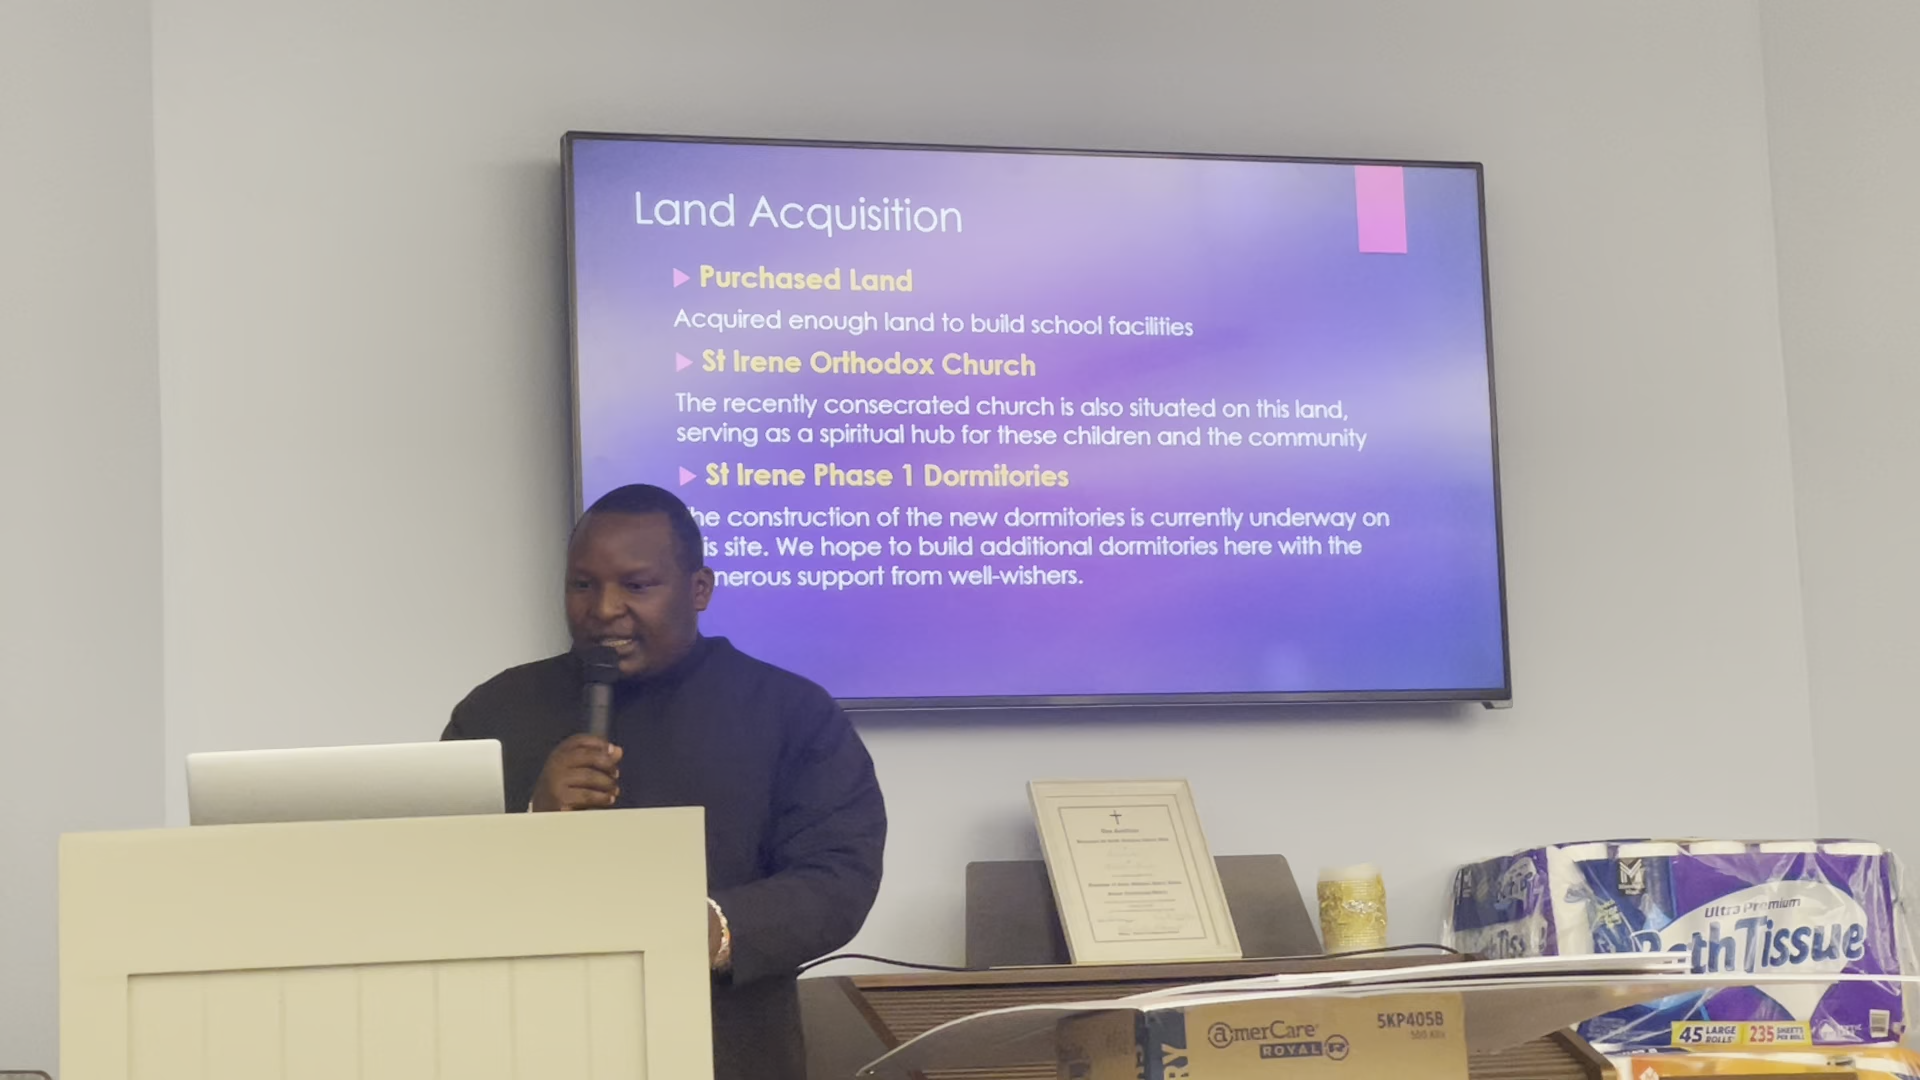 Land Acquisition
Purchased Land
Acquired enough land to build school facilities
St Irene Orthodox Church
The recently consecrated church is also situated on this land,
serving as a spiritual hub for these children and the community
St Irene Phase 1 Dormitories
he construction of the new dormitories is currently underway on
is site. We hope to build additional dormitories here with the
nerous support from well-wishers.
Ultra Premium
Bath Tissue
45 LARGE ROLLS
235 SHEETS PER ROLL
amerCare
ROYAL
5KP405B
RY